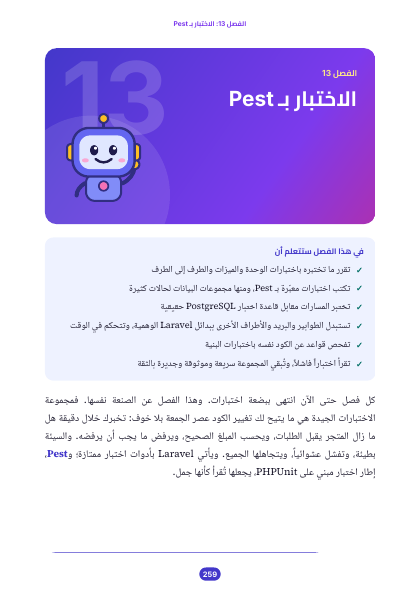 الفصل 13: الاختبار بـ Pest
13
الفصل 13
الاختبار بـ Pest
في هذا الفصل ستتعلم أن
✓ تقرر ما تختبره باختبارات الوحدة والميزات والطرف إلى الطرف
✓ تكتب اختبارات معبّرة بـ Pest، ومنها مجموعات البيانات لحالات كثيرة
✓ تختبر المسارات مقابل قاعدة اختبار PostgreSQL حقيقية
✓ تستبدل الطوابير والبريد والأطراف الأخرى ببدائل Laravel الوهمية، وتتحكم في الوقت
✓ تفحص قواعد عن الكود نفسه باختبارات البنية
✓ تقرأ اختباراً فاشلاً، وتُبقي المجموعة سريعة وموثوقة وجديرة بالثقة
كل فصل حتى الآن انتهى ببضعة اختبارات. وهذا الفصل عن الصنعة نفسها. فمجموعة
الاختبارات الجيدة هي ما يتيح لك تغيير الكود عصر الجمعة بلا خوف: تخبرك خلال دقيقة هل
ما زال المتجر يقبل الطلبات، ويحسب المبلغ الصحيح، ويرفض ما يجب أن يرفضه. والسيئة
بطيئة، وتفشل عشوائياً، ويتجاهلها الجميع. ويأتي Laravel بأدوات اختبار ممتازة؛ وPest،
إطار اختبار مبني على PHPUnit، يجعلها تُقرأ كأنها جمل.
259